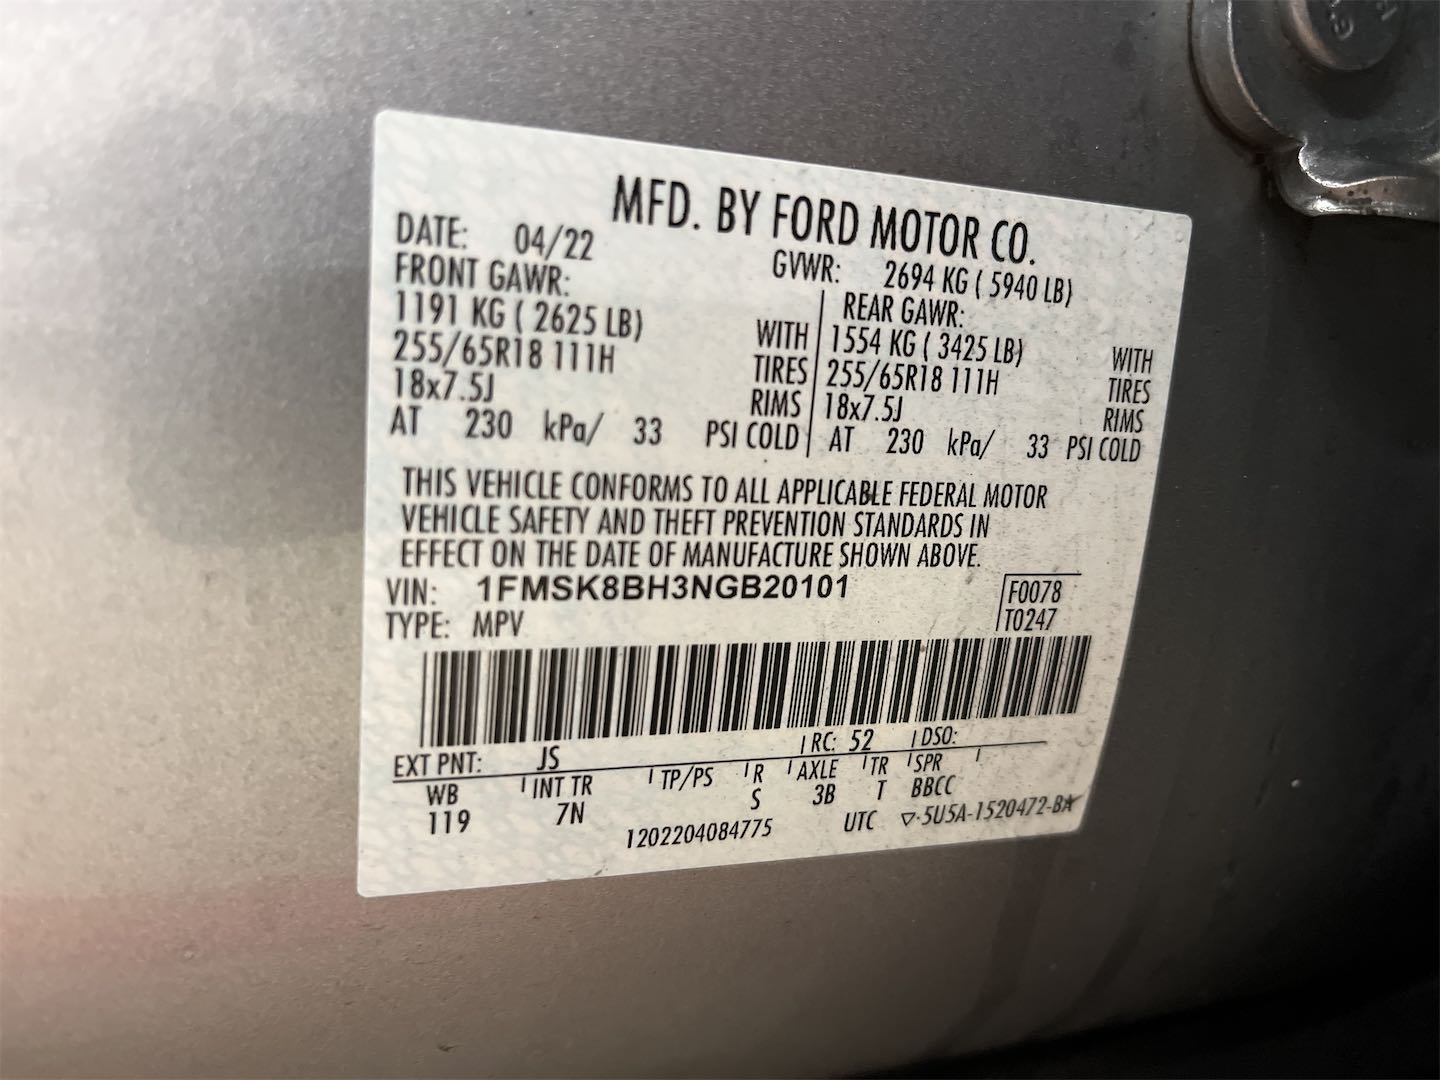 MFD. BY FORD MOTOR CO.
DATE: 04/22
GVWR: 2694 KG ( 5940 LB)
FRONT GAWR:
1191 KG ( 2625 LB) WITH
255/65R18 111H TIRES
18x7.5J RIMS
AT 230 kPa/ 33 PSI COLD
REAR GAWR:
1554 KG ( 3425 LB) WITH
255/65R18 111H TIRES
18x7.5J RIMS
AT 230 kPa/ 33 PSI COLD
THIS VEHICLE CONFORMS TO ALL APPLICABLE FEDERAL MOTOR
VEHICLE SAFETY AND THEFT PREVENTION STANDARDS IN
EFFECT ON THE DATE OF MANUFACTURE SHOWN ABOVE.
VIN: 1FMSK8BH3NGB20101
TYPE: MPV
F0078
T0247
EXT PNT: JS RC: 52 DSO:
WB INT TR TP/PS R AXLE TR SPR
119 7N S 3B T BBCC
1202204084775 UTC ▽-5U5A-1520472-BA